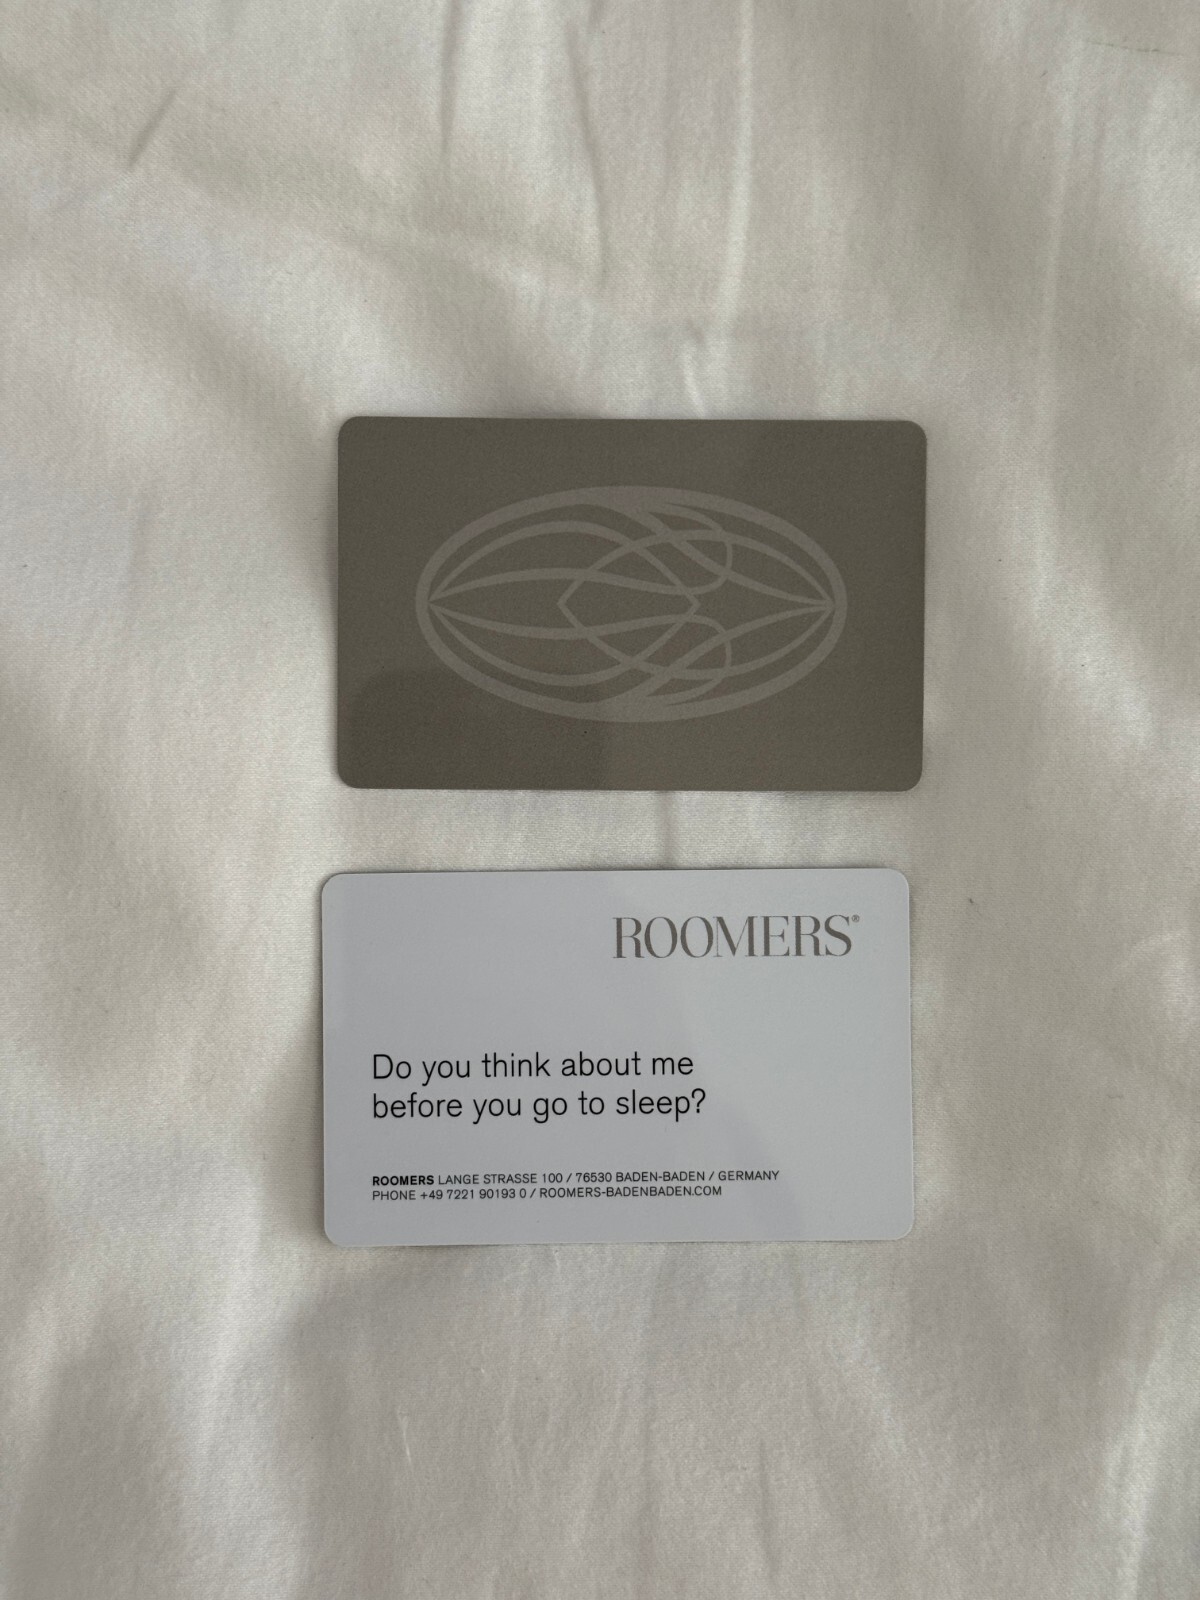 ROOMERS®
Do you think about me
before you go to sleep?
ROOMERS LANGE STRASSE 100 / 76530 BADEN-BADEN / GERMANY
PHONE +49 7221 90193 0 / ROOMERS-BADENBADEN.COM